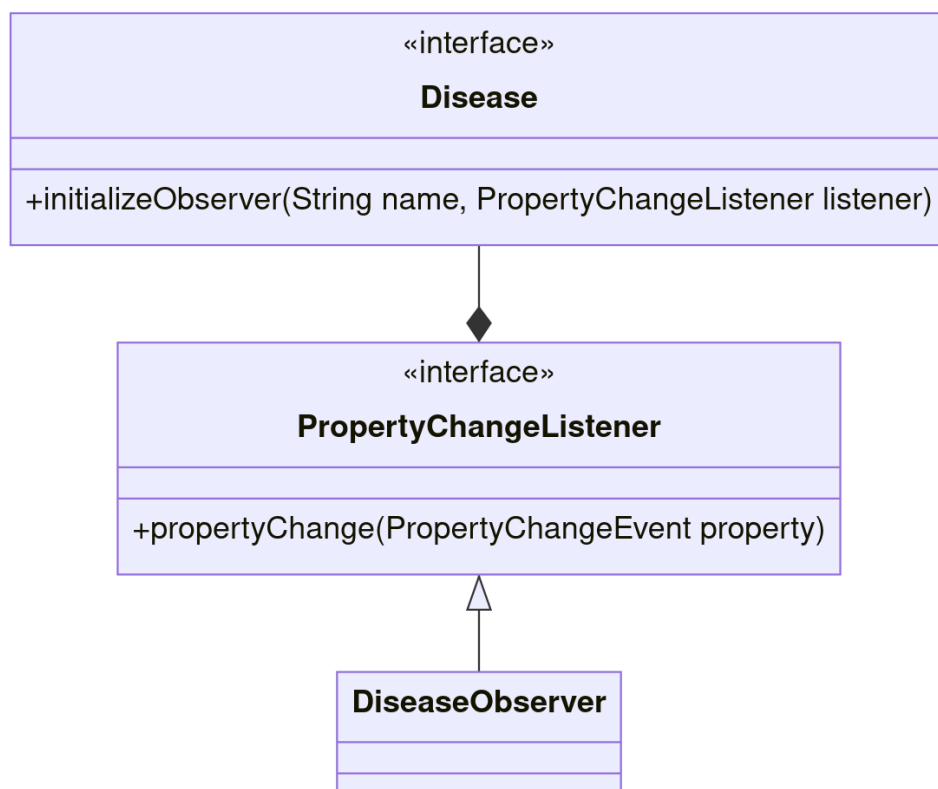 «interface»
Disease
+initializeObserver(String name, PropertyChangeListener listener)
«interface»
PropertyChangeListener
+propertyChange(PropertyChangeEvent property)
DiseaseObserver